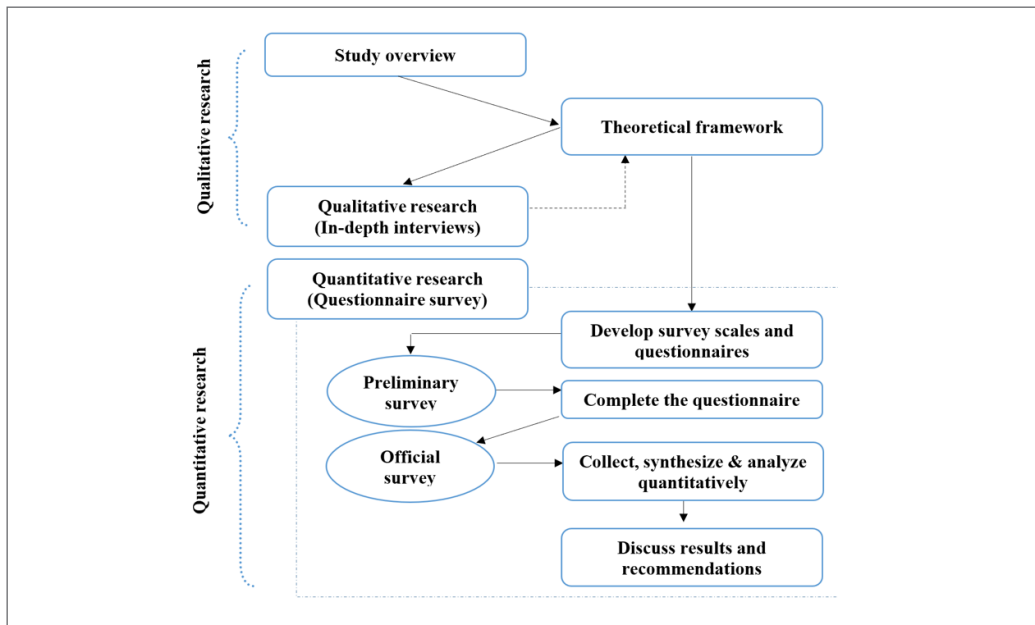 Qualitative research
Study overview
Theoretical framework
Qualitative research
(In-depth interviews)
Quantitative research
Quantitative research
(Questionnaire survey)
Develop survey scales and
questionnaires
Preliminary
survey
Complete the questionnaire
Official
survey
Collect, synthesize & analyze
quantitatively
Discuss results and
recommendations